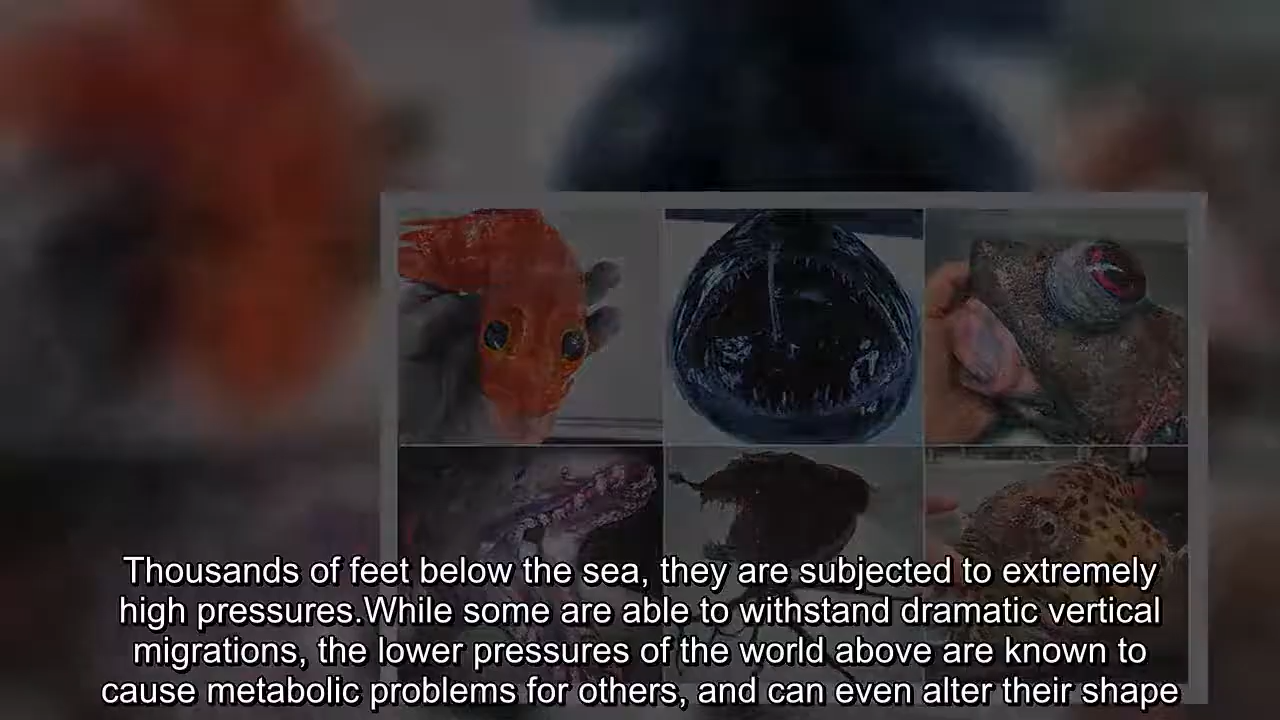 Thousands of feet below the sea, they are subjected to extremely
high pressures.While some are able to withstand dramatic vertical
migrations, the lower pressures of the world above are known to
cause metabolic problems for others, and can even alter their shape